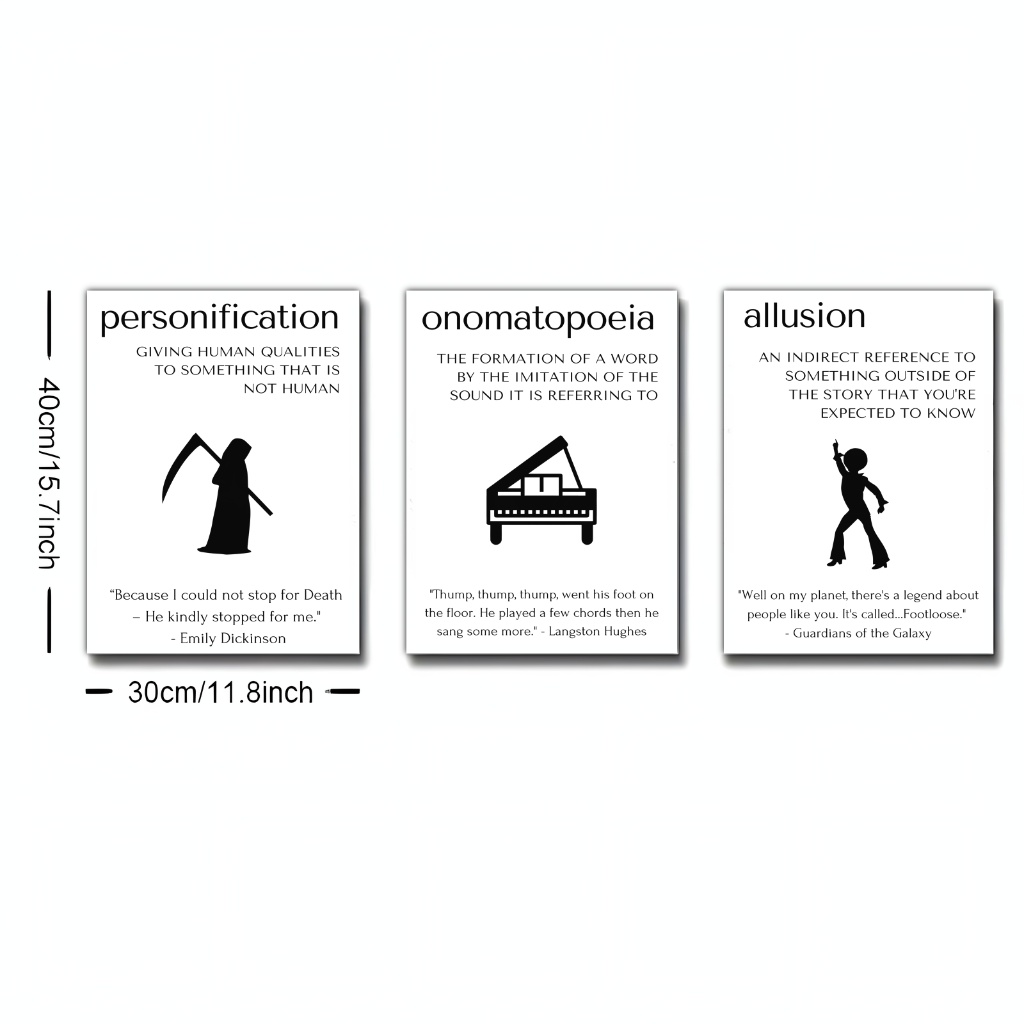 40cm/15.7inch
personification
GIVING HUMAN QUALITIES
TO SOMETHING THAT IS
NOT HUMAN
“Because I could not stop for Death
– He kindly stopped for me."
- Emily Dickinson
30cm/11.8inch
onomatopoeia
THE FORMATION OF A WORD
BY THE IMITATION OF THE
SOUND IT IS REFERRING TO
"Thump, thump, thump, went his foot on
the floor. He played a few chords then he
sang some more." - Langston Hughes
allusion
AN INDIRECT REFERENCE TO
SOMETHING OUTSIDE OF
THE STORY THAT YOU'RE
EXPECTED TO KNOW
"Well on my planet, there's a legend about
people like you. It's called...Footloose."
- Guardians of the Galaxy